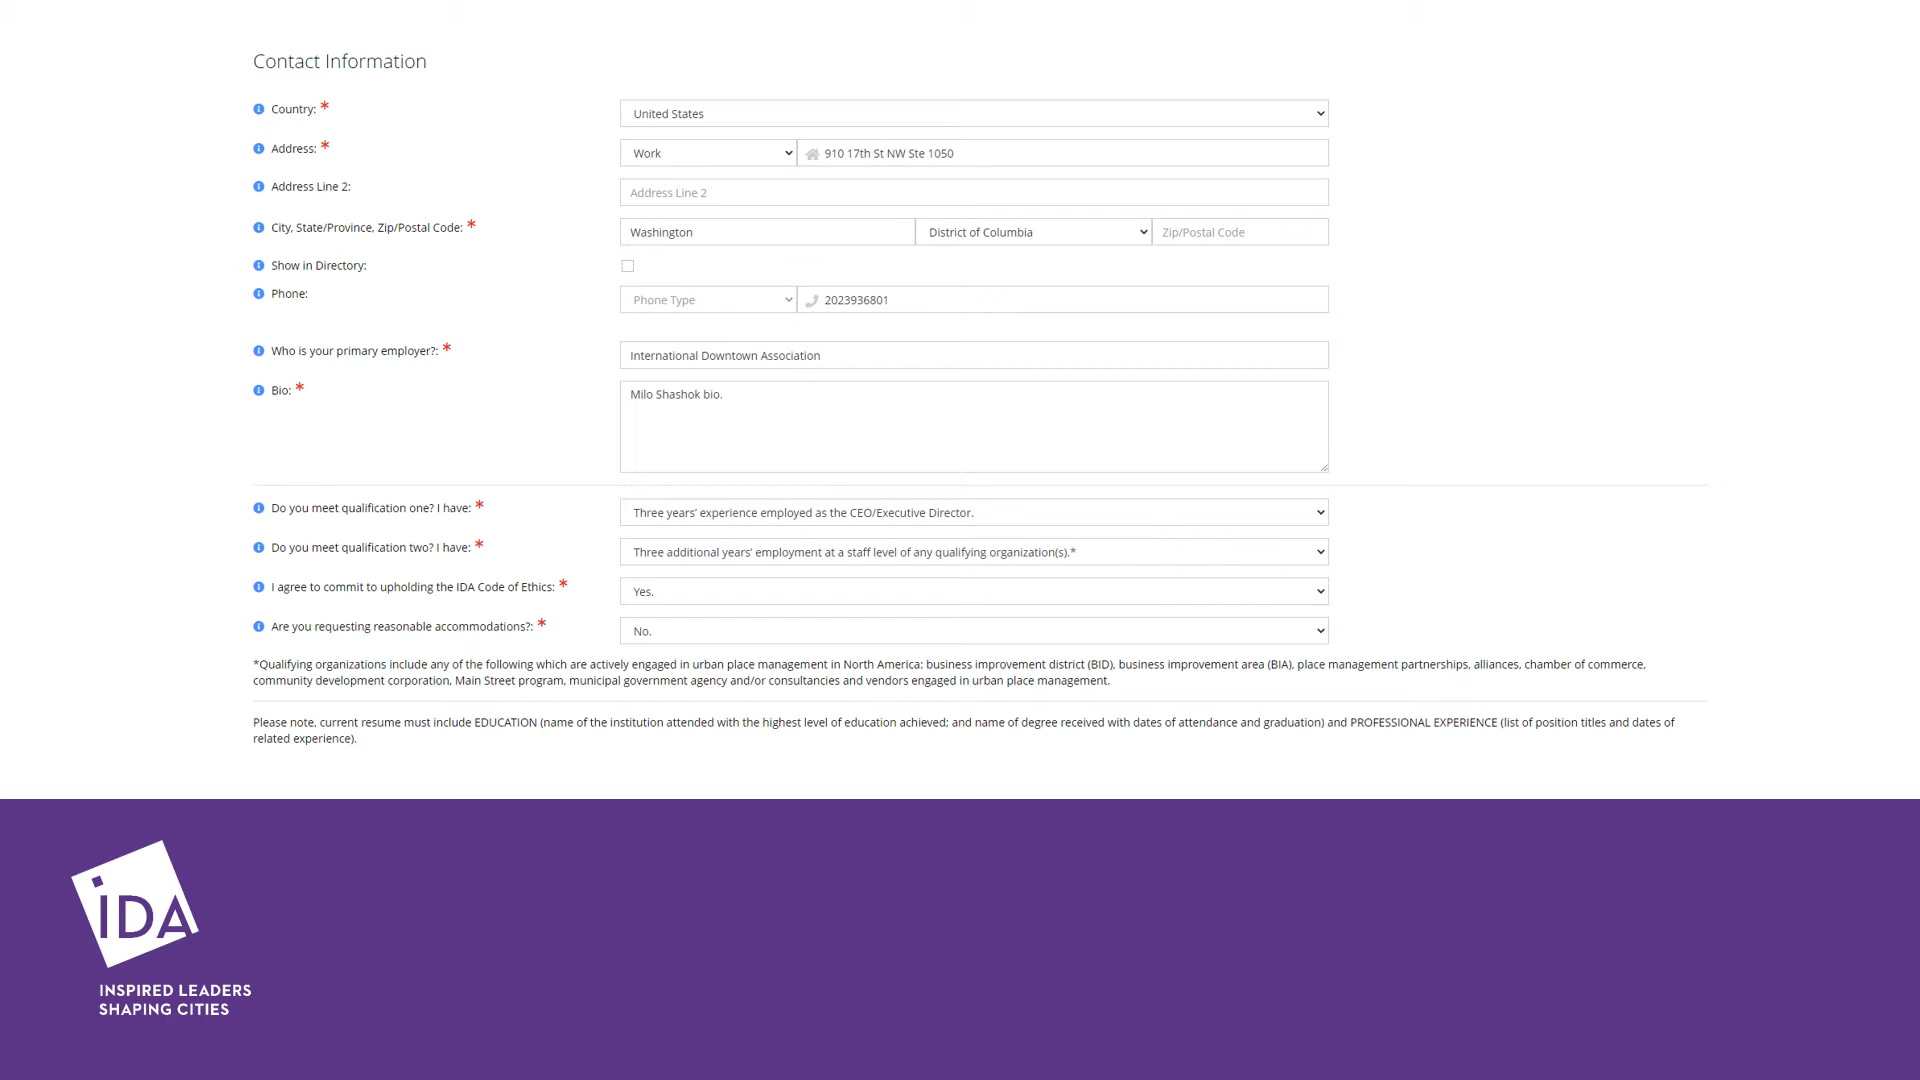 Contact Information
Country: *
United States
Address: *
Work
910 17th St NW Ste 1050
Address Line 2:
Address Line 2
City, State/Province, Zip/Postal Code: *
Washington
District of Columbia
Zip/Postal Code
Show in Directory:
Phone:
Phone Type
2023936801
Who is your primary employer?: *
International Downtown Association
Bio: *
Milo Shashok bio.
Do you meet qualification one? I have: *
Three years’ experience employed as the CEO/Executive Director.
Do you meet qualification two? I have: *
Three additional years’ employment at a staff level of any qualifying organization(s).*
I agree to commit to upholding the IDA Code of Ethics: *
Yes.
Are you requesting reasonable accommodations?: *
No.
*Qualifying organizations include any of the following which are actively engaged in urban place management in North America: business improvement district (BID), business improvement area (BIA), place management partnerships, alliances, chamber of commerce,
community development corporation, Main Street program, municipal government agency and/or consultancies and vendors engaged in urban place management.
Please note, current resume must include EDUCATION (name of the institution attended with the highest level of education achieved; and name of degree received with dates of attendance and graduation) and PROFESSIONAL EXPERIENCE (list of position titles and dates of
related experience).
iDA
INSPIRED LEADERS
SHAPING CITIES